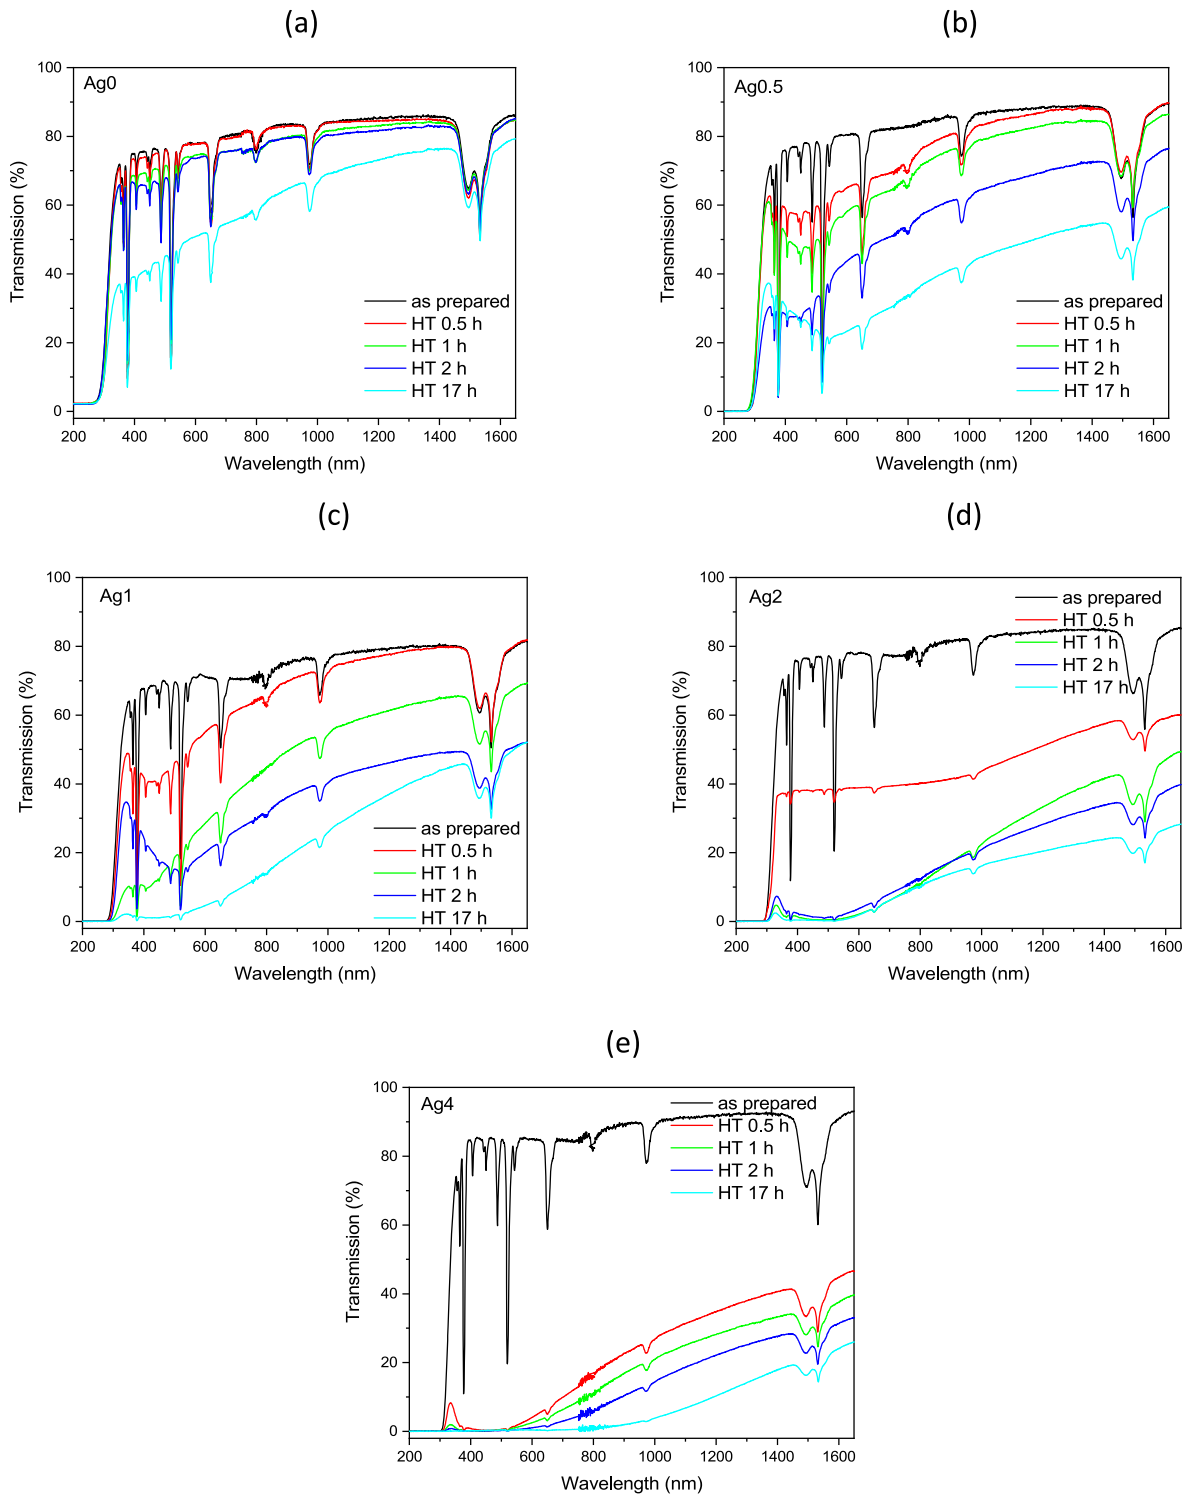 (a)
Ag0
Transmission (%)
100
80
60
40
20
0
as prepared
HT 0.5 h
HT 1 h
HT 2 h
HT 17 h
200 400 600 800 1000 1200 1400 1600
Wavelength (nm)
(b)
Ag0.5
Transmission (%)
100
80
60
40
20
0
as prepared
HT 0.5 h
HT 1 h
HT 2 h
HT 17 h
200 400 600 800 1000 1200 1400 1600
Wavelength (nm)
(c)
Ag1
Transmission (%)
100
80
60
40
20
0
as prepared
HT 0.5 h
HT 1 h
HT 2 h
HT 17 h
200 400 600 800 1000 1200 1400 1600
Wavelength (nm)
(d)
Ag2
Transmission (%)
100
80
60
40
20
0
as prepared
HT 0.5 h
HT 1 h
HT 2 h
HT 17 h
200 400 600 800 1000 1200 1400 1600
Wavelength (nm)
(e)
Ag4
Transmission (%)
100
80
60
40
20
0
as prepared
HT 0.5 h
HT 1 h
HT 2 h
HT 17 h
200 400 600 800 1000 1200 1400 1600
Wavelength (nm)